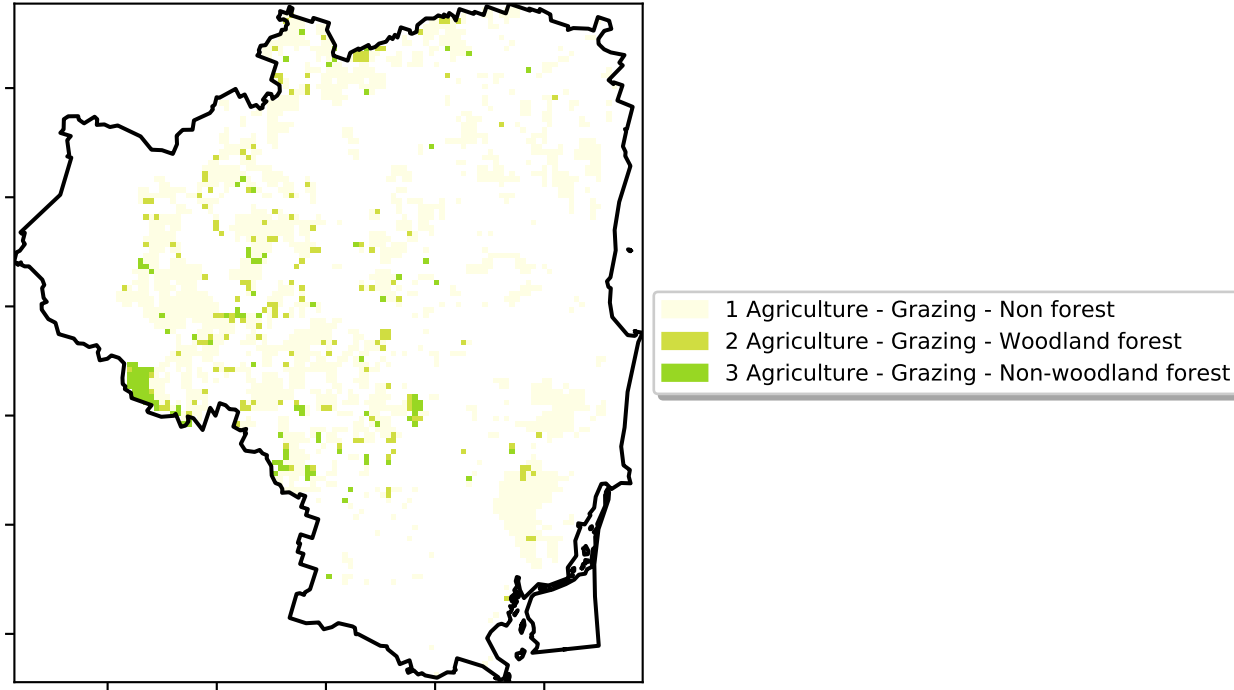 1 Agriculture - Grazing - Non forest
2 Agriculture - Grazing - Woodland forest
3 Agriculture - Grazing - Non-woodland forest